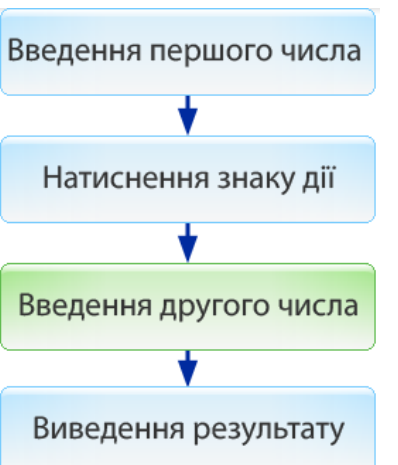 Введення першого числа
Натиснення знаку дії
Введення другого числа
Виведення результату